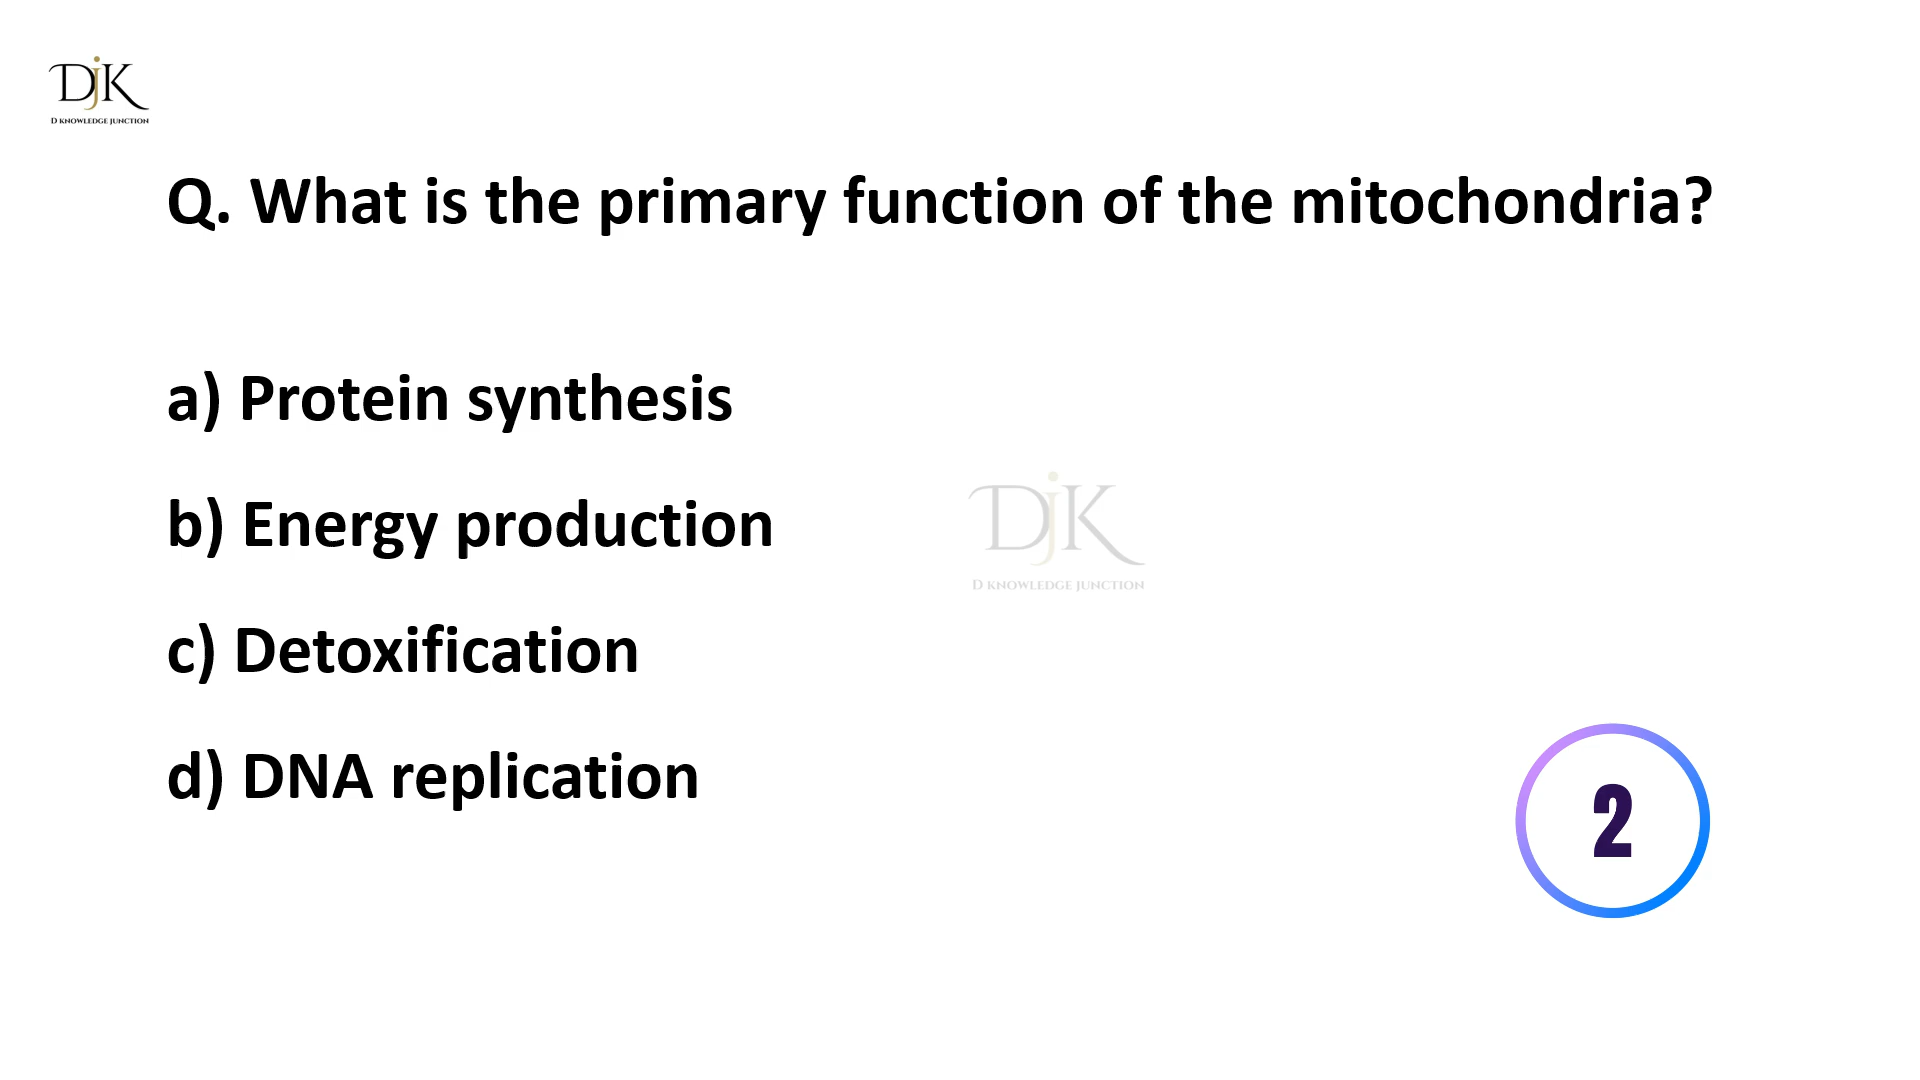 DjK
D KNOWLEDGE JUNCTION
Q. What is the primary function of the mitochondria?
a) Protein synthesis
b) Energy production
DjK
D KNOWLEDGE JUNCTION
c) Detoxification
d) DNA replication
2